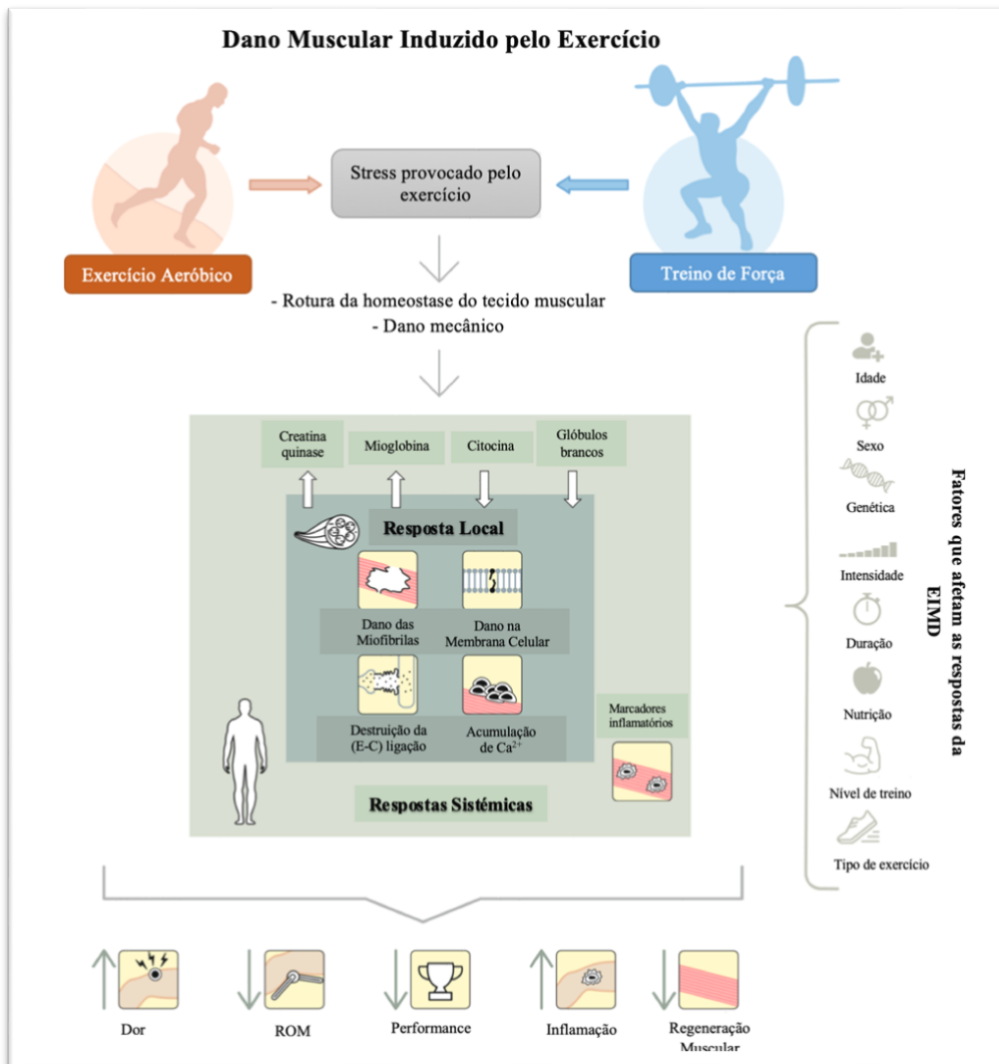 Dano Muscular Induzido pelo Exercício
Stress provocado pelo
exercício
Exercício Aeróbico
Treino de Força
- Rotura da homeostase do tecido muscular
- Dano mecânico
Creatina
quinase
Mioglobina
Citocina
Glóbulos
brancos
Resposta Local
Dano das
Miofibrilas
Dano na
Membrana Celular
Destruição da
(E-C) ligação
Acumulação
de Ca²⁺
Marcadores
inflamatórios
Respostas Sistémicas
Idade
Sexo
Genética
Intensidade
Duração
Nutrição
Nível de treino
Tipo de exercício
Fatores que afetam as respostas da
EIMD
Dor
ROM
Performance
Inflamação
Regeneração
Muscular